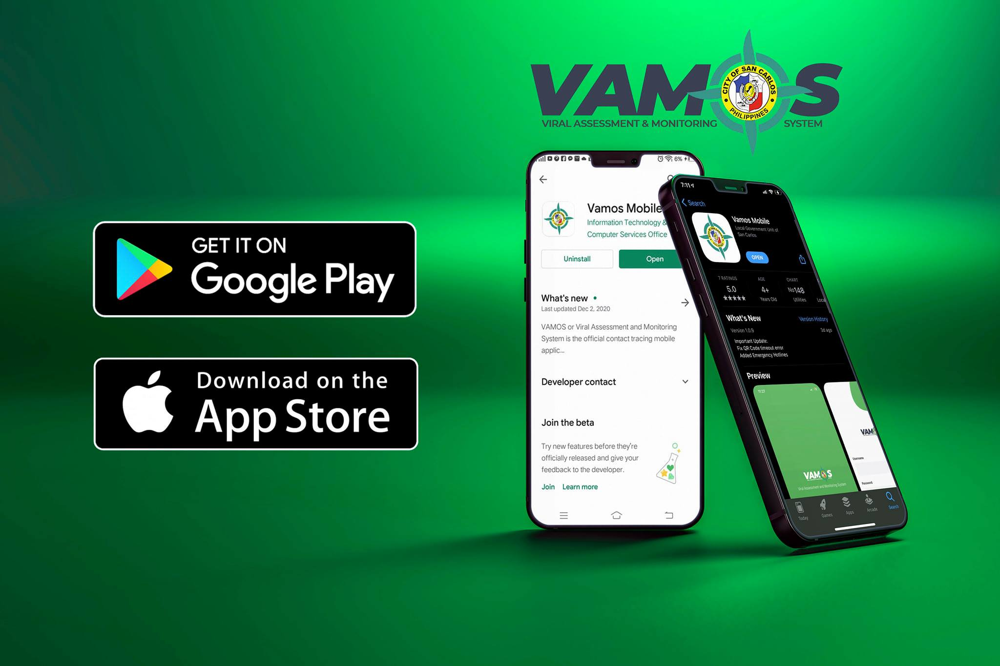 VAMOS
CITY OF SAN CARLOS
PHILIPPINES
VIRAL ASSESSMENT & MONITORING SYSTEM
GET IT ON
Google Play
Download on the
App Store
6%
Vamos Mobile
Information Technology &
Computer Services Office
Uninstall
Open
What's new
Last updated Dec 2, 2020
VAMOS or Viral Assessment and Monitoring
System is the official contact tracing mobile
applic...
Developer contact
Join the beta
Try new features before they're
officially released and give your
feedback to the developer.
Join Learn more
7:11
Search
Vamos Mobile
Local Government Unit of
San Carlos
OPEN
7 RATINGS
5.0
AGE
4+
Years Old
CHART
No148
Utilities
Local
What's New
Version History
Version 1.0.9
3d ago
Important Update:
Fix QR Code timeout error
Added Emergency Hotlines
Preview
11:27
VAMOS
Viral Assessment and Monitoring System
VAM
Username
Password
Today
Games
Apps
Arcade
Search